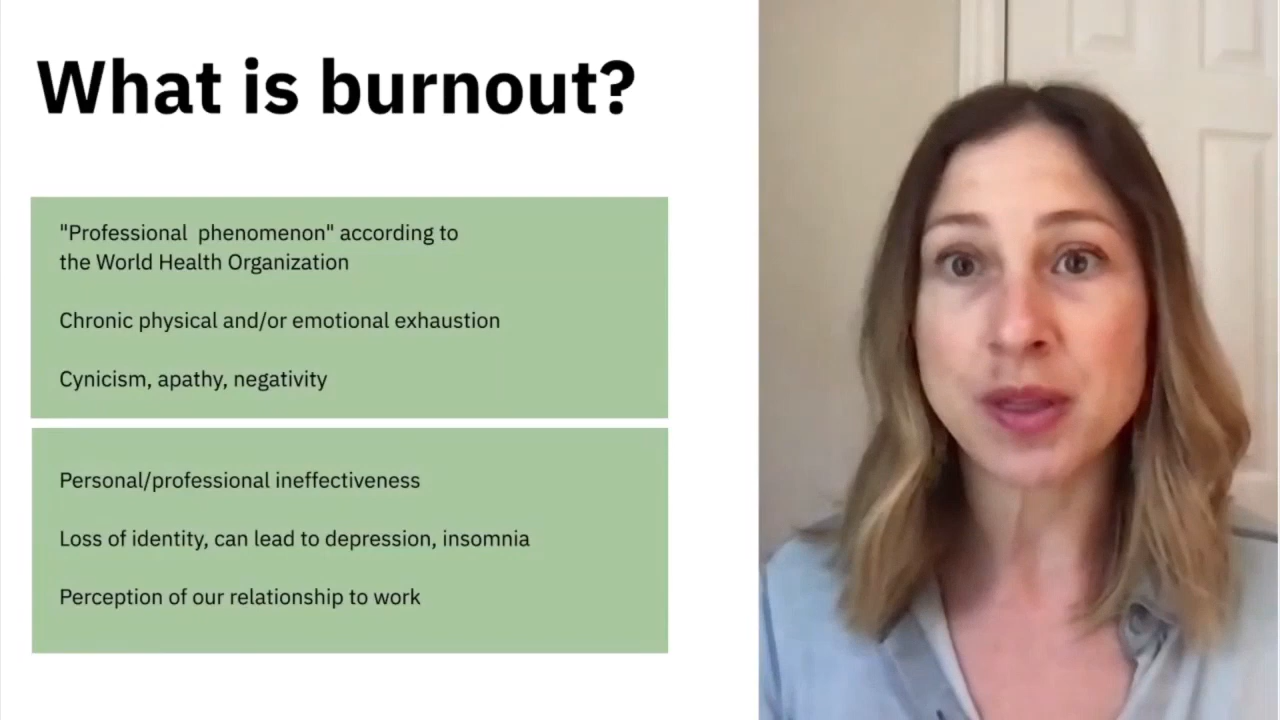 What is burnout?
"Professional phenomenon" according to
the World Health Organization
Chronic physical and/or emotional exhaustion
Cynicism, apathy, negativity
Personal/professional ineffectiveness
Loss of identity, can lead to depression, insomnia
Perception of our relationship to work